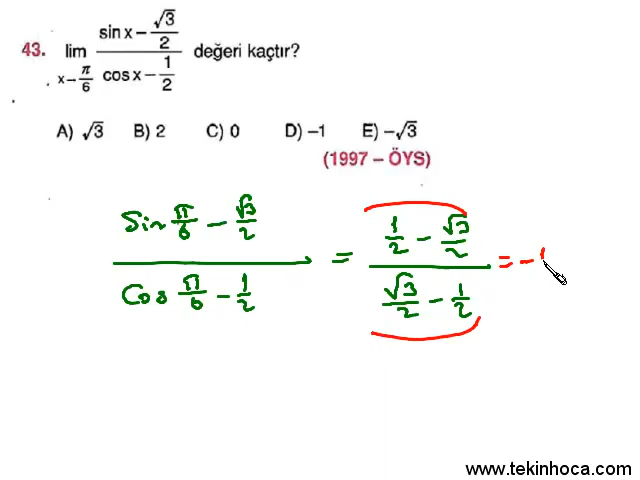 43. lim x→π/6 (sin x − √3/2) / (cos x − 1/2) değeri kaçtır?
A) √3 B) 2 C) 0 D) −1 E) −√3
(1997 – ÖYS)
(Sin π/6 − √3/2) / (Cos π/6 − 1/2) = (1/2 − √3/2) / (√3/2 − 1/2) = −1
www.tekinhoca.com